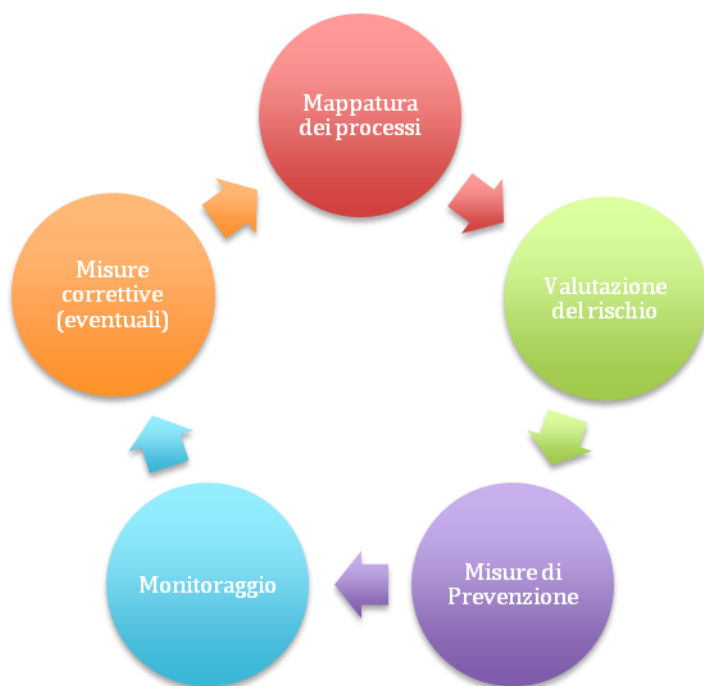 Mappatura
dei processi
Valutazione
del rischio
Misure di
Prevenzione
Monitoraggio
Misure
correttive
(eventuali)